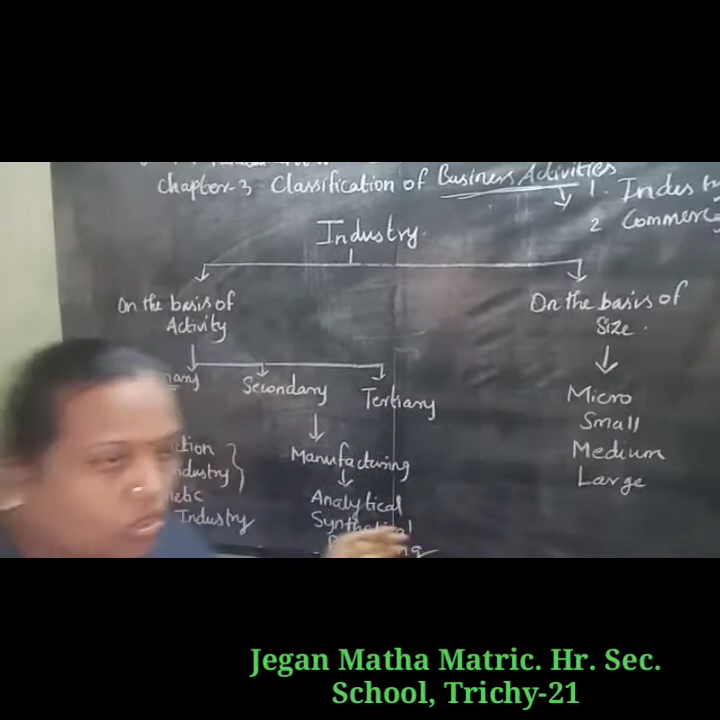 Chapter-3 Classification of Business Activities
1. Indust
2 Commerc
Industry.
On the basis of
Activity
On the basis of
Size.
Secondary
Tertiary
Micro
Small
Medium
Large
Manufacturing
Analytical
Industry
Jegan Matha Matric. Hr. Sec.
School, Trichy-21